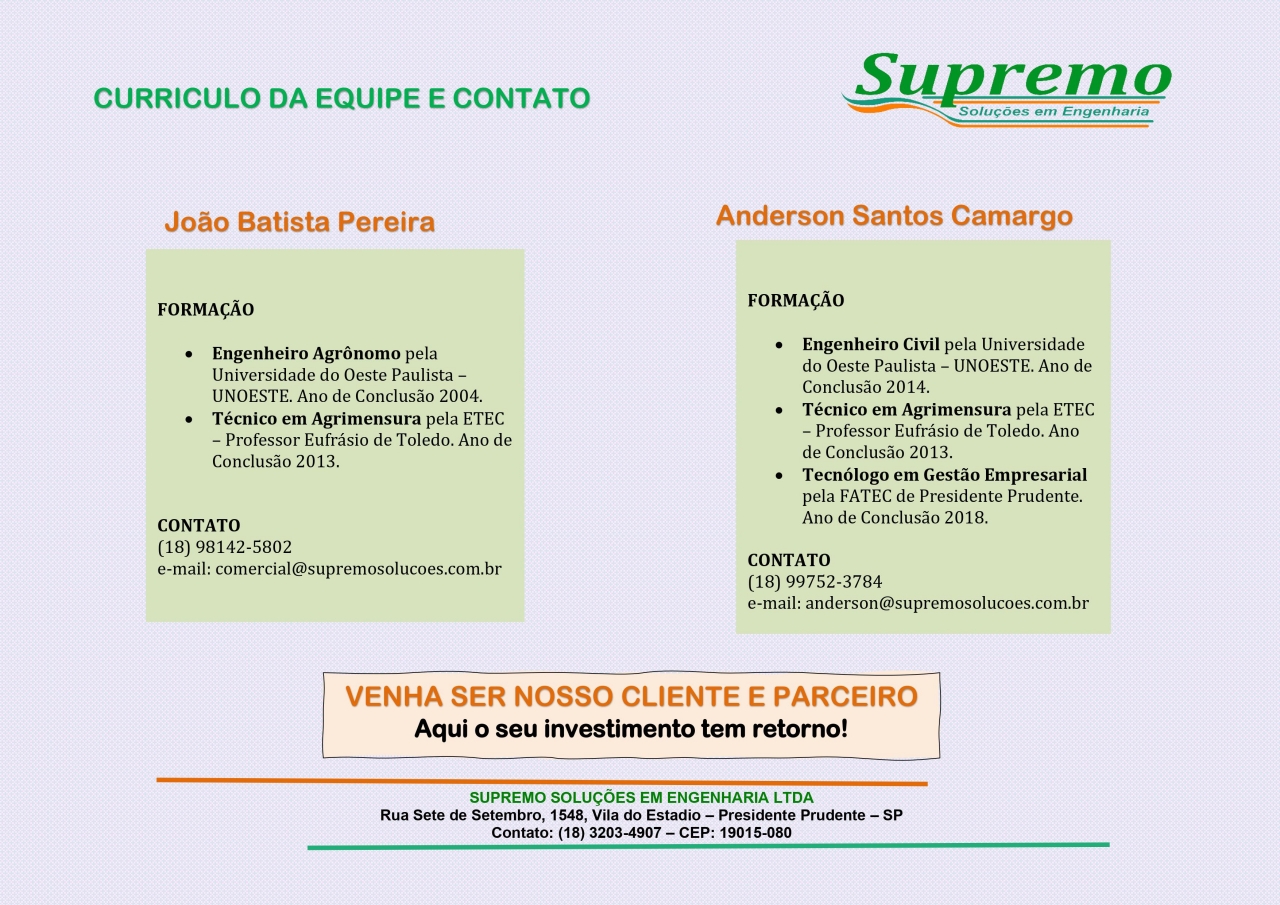 CURRICULO DA EQUIPE E CONTATO
Supremo
Soluções em Engenharia
João Batista Pereira
FORMAÇÃO
• Engenheiro Agrônomo pela
Universidade do Oeste Paulista –
UNOESTE. Ano de Conclusão 2004.
• Técnico em Agrimensura pela ETEC
– Professor Eufrásio de Toledo. Ano de
Conclusão 2013.
CONTATO
(18) 98142-5802
e-mail: comercial@supremosolucoes.com.br
Anderson Santos Camargo
FORMAÇÃO
• Engenheiro Civil pela Universidade
do Oeste Paulista – UNOESTE. Ano de
Conclusão 2014.
• Técnico em Agrimensura pela ETEC
– Professor Eufrásio de Toledo. Ano
de Conclusão 2013.
• Tecnólogo em Gestão Empresarial
pela FATEC de Presidente Prudente.
Ano de Conclusão 2018.
CONTATO
(18) 99752-3784
e-mail: anderson@supremosolucoes.com.br
VENHA SER NOSSO CLIENTE E PARCEIRO
Aqui o seu investimento tem retorno!
SUPREMO SOLUÇÕES EM ENGENHARIA LTDA
Rua Sete de Setembro, 1548, Vila do Estadio – Presidente Prudente – SP
Contato: (18) 3203-4907 – CEP: 19015-080